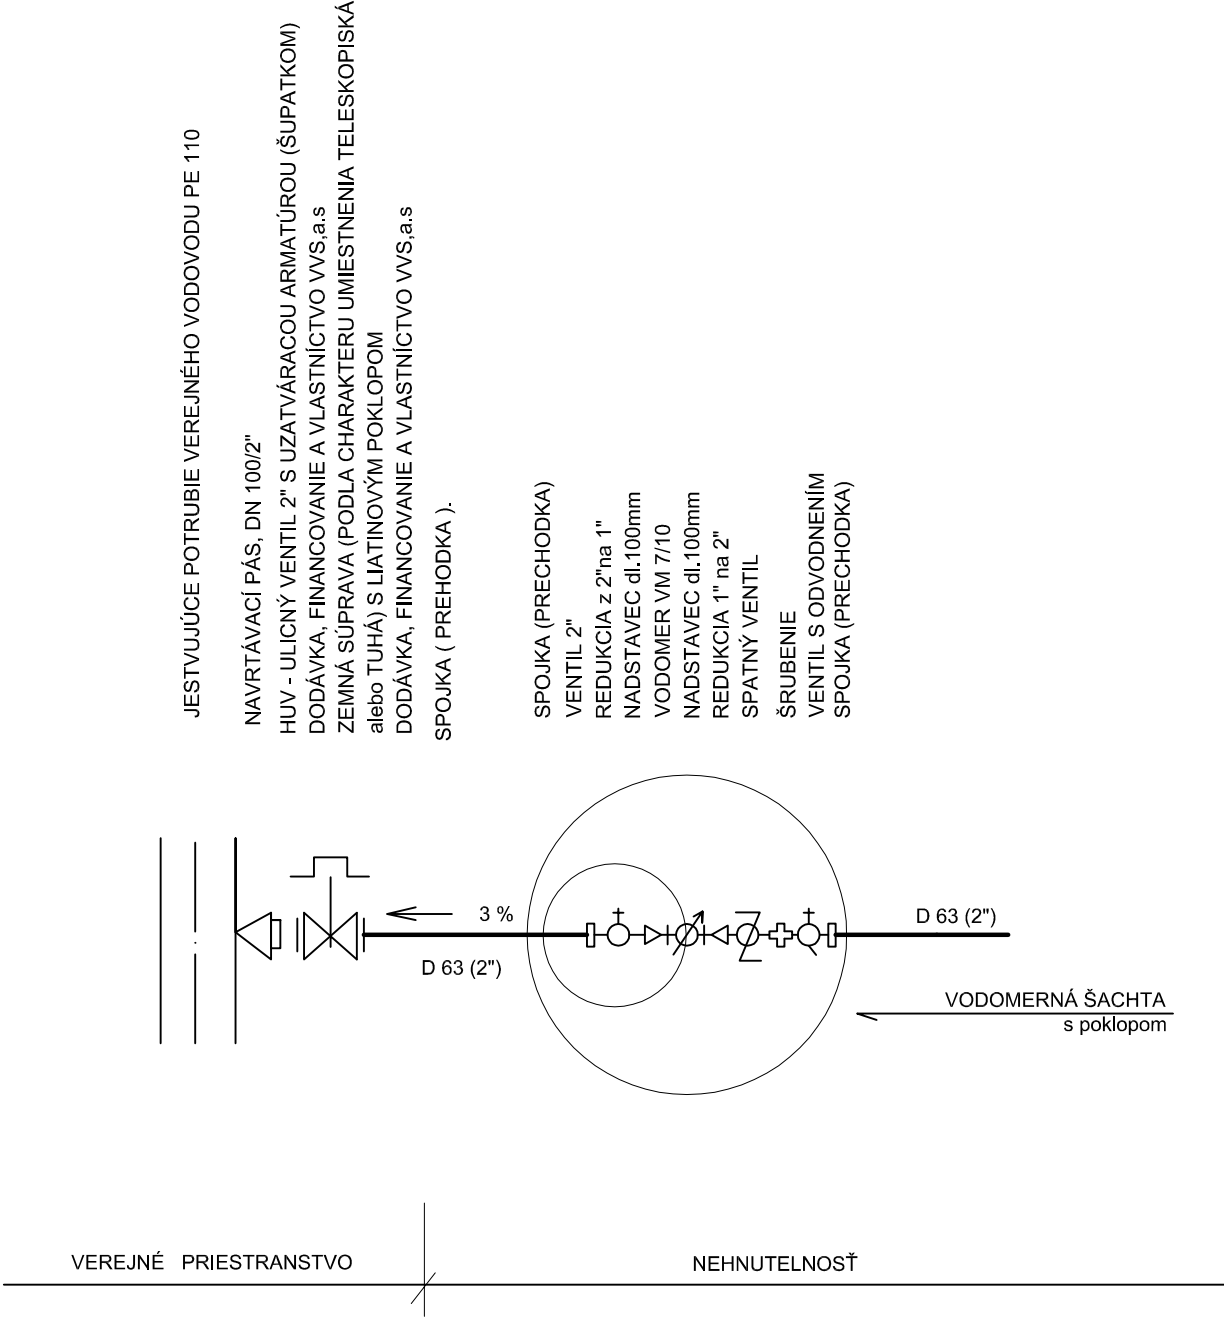 JESTVUJÚCE POTRUBIE VEREJNÉHO VODOVODU PE 110
NAVRTÁVACÍ PÁS, DN 100/2"
HUV - ULICNÝ VENTIL 2" S UZATVÁRACOU ARMATÚROU (ŠUPATKOM)
DODÁVKA, FINANCOVANIE A VLASTNÍCTVO VVS,a.s
ZEMNÁ SÚPRAVA (PODLA CHARAKTERU UMIESTNENIA TELESKOPISKÁ
alebo TUHÁ) S LIATINOVÝM POKLOPOM
DODÁVKA, FINANCOVANIE A VLASTNÍCTVO VVS,a.s
SPOJKA ( PREHODKA ).
SPOJKA (PRECHODKA)
VENTIL 2"
REDUKCIA z 2"na 1"
NADSTAVEC dl.100mm
VODOMER VM 7/10
NADSTAVEC dl.100mm
REDUKCIA 1" na 2"
SPATNÝ VENTIL
ŠRUBENIE
VENTIL S ODVODNENÍM
SPOJKA (PRECHODKA)
3 %
D 63 (2")
D 63 (2")
VODOMERNÁ ŠACHTA
s poklopom
VEREJNÉ PRIESTRANSTVO
NEHNUTELNOSŤ